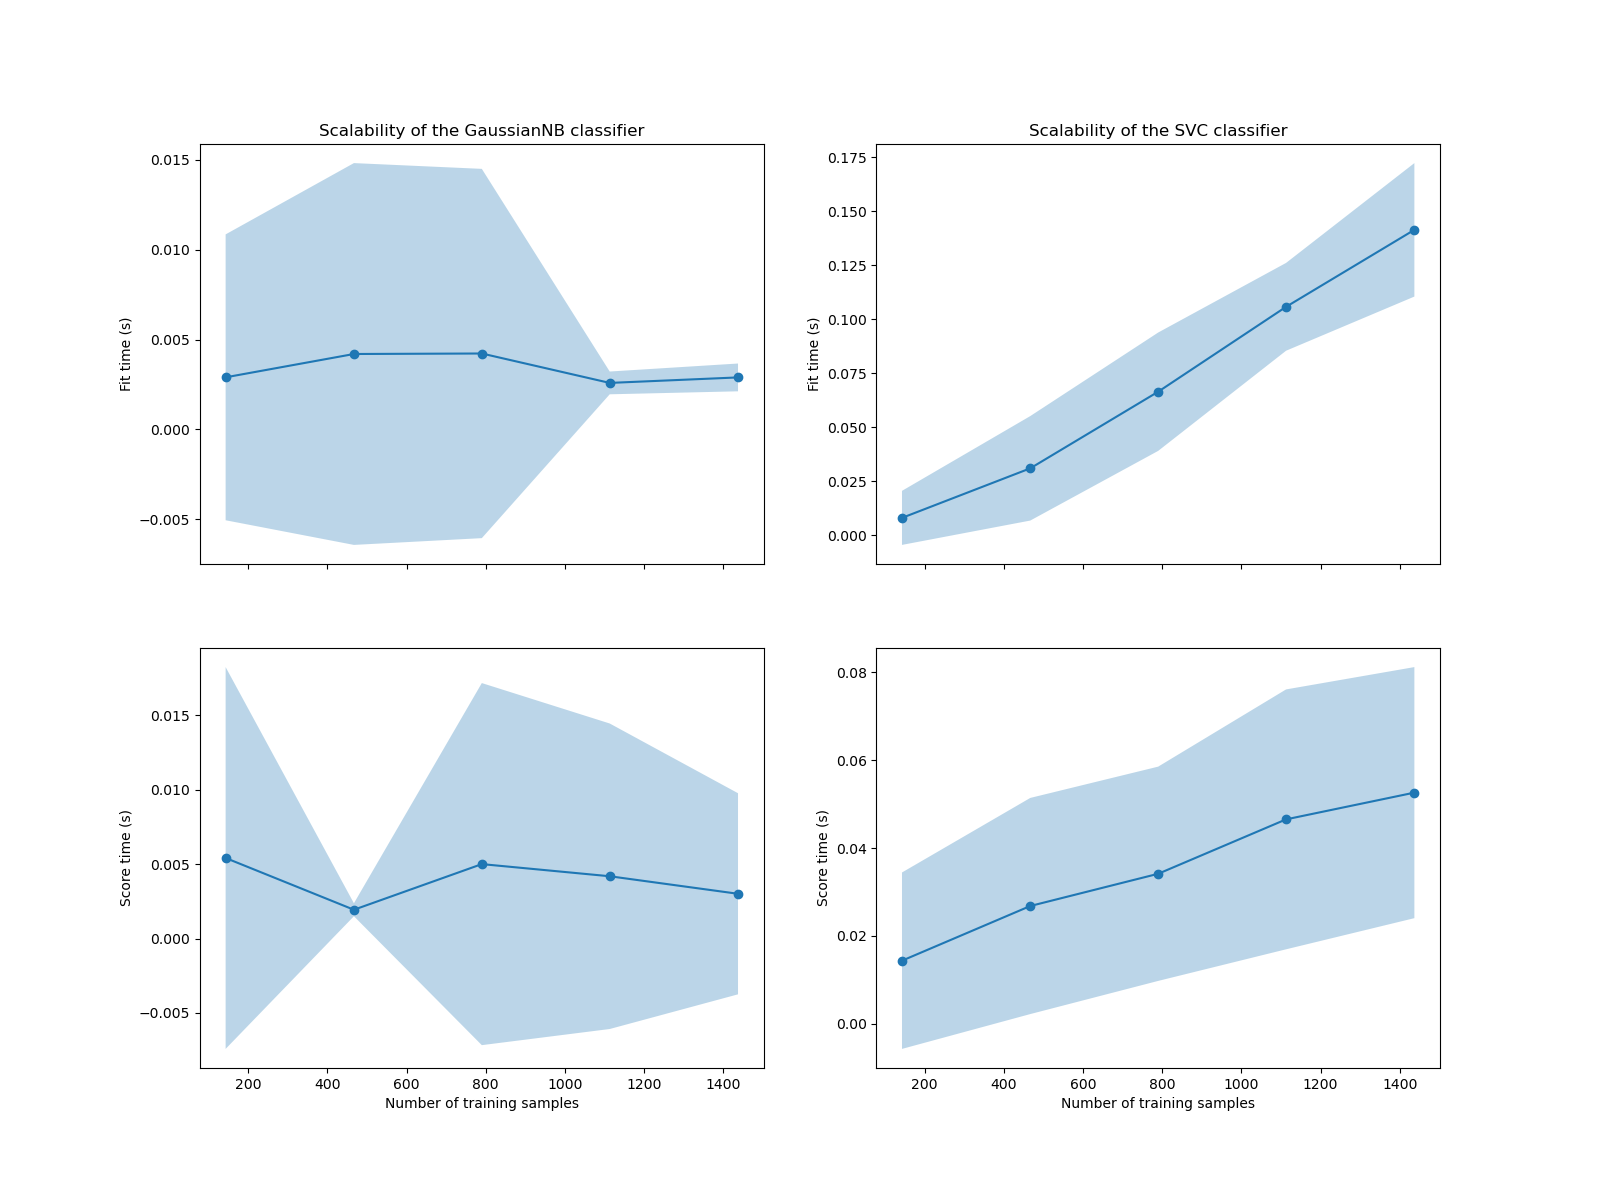 Scalability of the GaussianNB classifier
0.015
0.010
0.005
0.000
−0.005
Fit time (s)
Scalability of the SVC classifier
0.175
0.150
0.125
0.100
0.075
0.050
0.025
0.000
Fit time (s)
0.015
0.010
0.005
0.000
−0.005
Score time (s)
200 400 600 800 1000 1200 1400
Number of training samples
0.08
0.06
0.04
0.02
0.00
Score time (s)
200 400 600 800 1000 1200 1400
Number of training samples